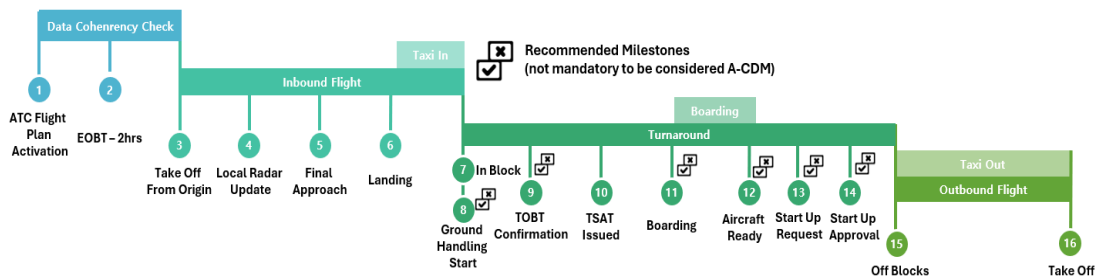 Data Cohenrency Check
Taxi In
Recommended Milestones
(not mandatory to be considered A-CDM)
Inbound Flight
1
ATC Flight
Plan
Activation
2
EOBT – 2hrs
Boarding
Turnaround
3
Take Off
From Origin
4
Local Radar
Update
5
Final
Approach
6
Landing
7
In Block
8
Ground
Handling
Start
9
TOBT
Confirmation
10
TSAT
Issued
11
Boarding
12
Aircraft
Ready
13
Start Up
Request
14
Start Up
Approval
Taxi Out
Outbound Flight
15
Off Blocks
16
Take Off